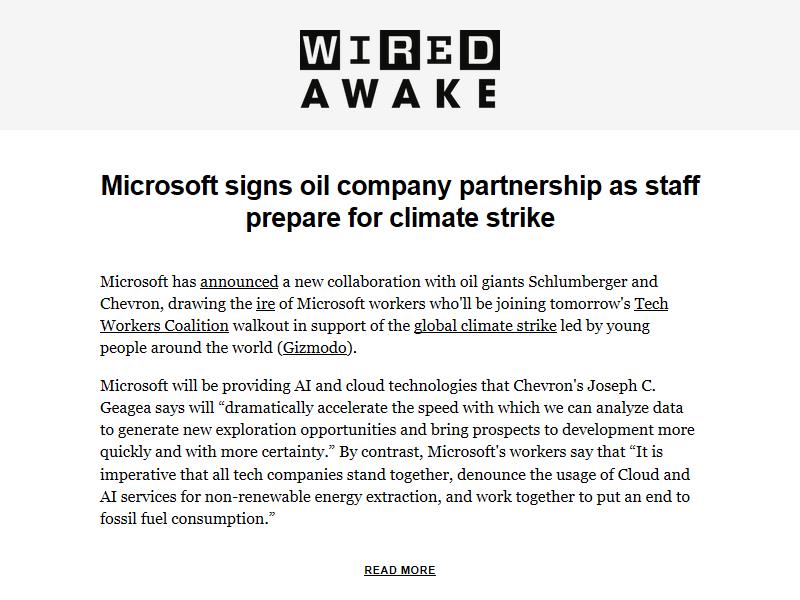 WIRED
AWAKE
Microsoft signs oil company partnership as staff
prepare for climate strike
Microsoft has announced a new collaboration with oil giants Schlumberger and
Chevron, drawing the ire of Microsoft workers who'll be joining tomorrow's Tech
Workers Coalition walkout in support of the global climate strike led by young
people around the world (Gizmodo).
Microsoft will be providing AI and cloud technologies that Chevron's Joseph C.
Geagea says will “dramatically accelerate the speed with which we can analyze data
to generate new exploration opportunities and bring prospects to development more
quickly and with more certainty.” By contrast, Microsoft's workers say that “It is
imperative that all tech companies stand together, denounce the usage of Cloud and
AI services for non-renewable energy extraction, and work together to put an end to
fossil fuel consumption.”
READ MORE